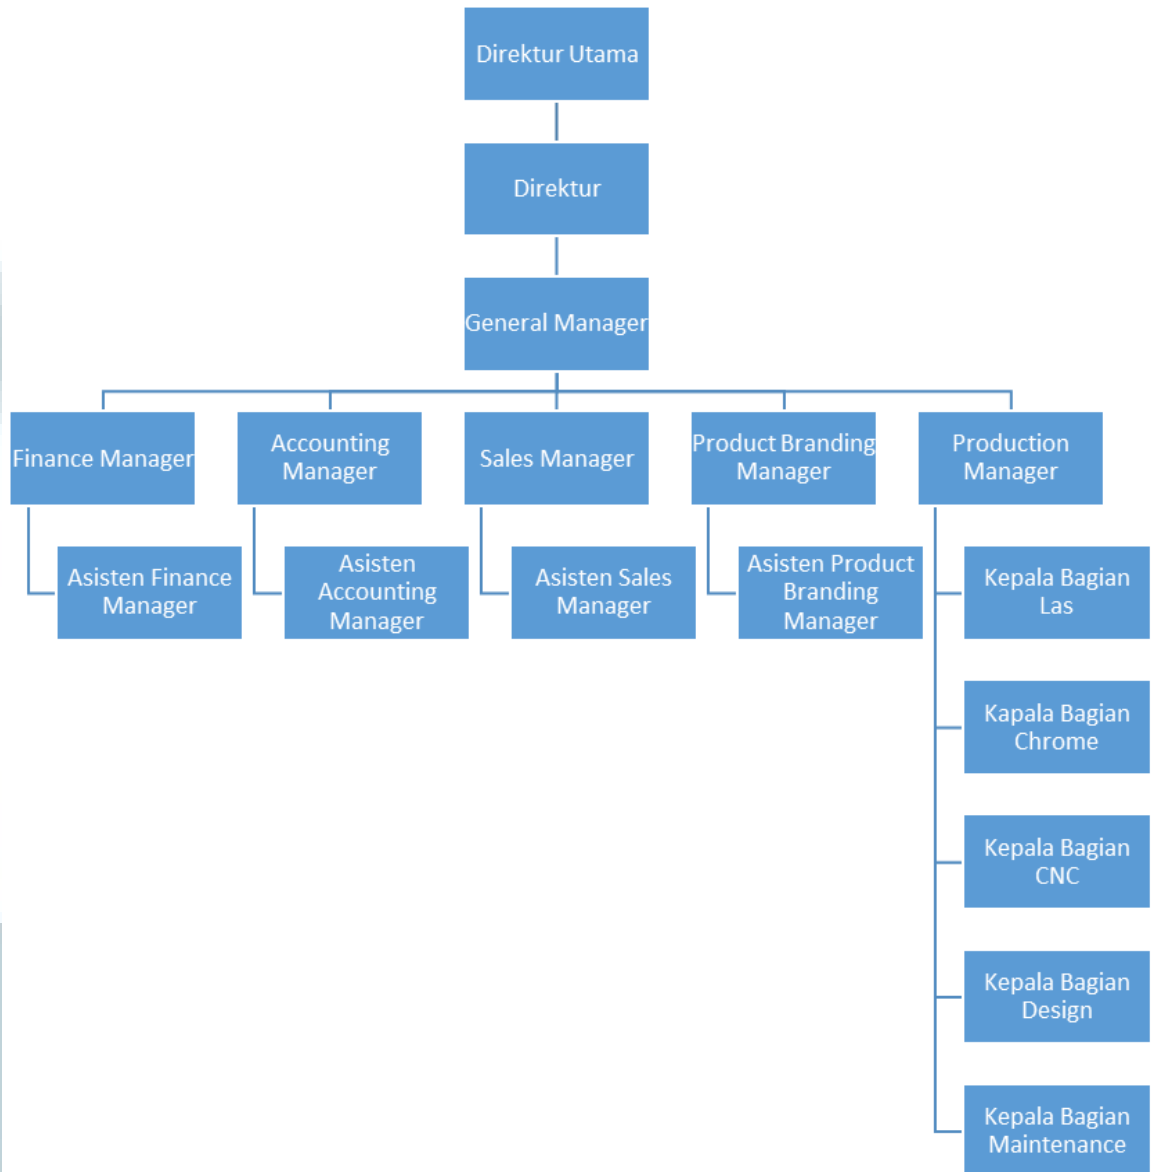 Direktur Utama
Direktur
General Manager
Finance Manager
Accounting
Manager
Sales Manager
Product Branding
Manager
Production
Manager
Asisten Finance
Manager
Asisten
Accounting
Manager
Asisten Sales
Manager
Asisten Product
Branding
Manager
Kepala Bagian
Las
Kapala Bagian
Chrome
Kepala Bagian
CNC
Kepala Bagian
Design
Kepala Bagian
Maintenance